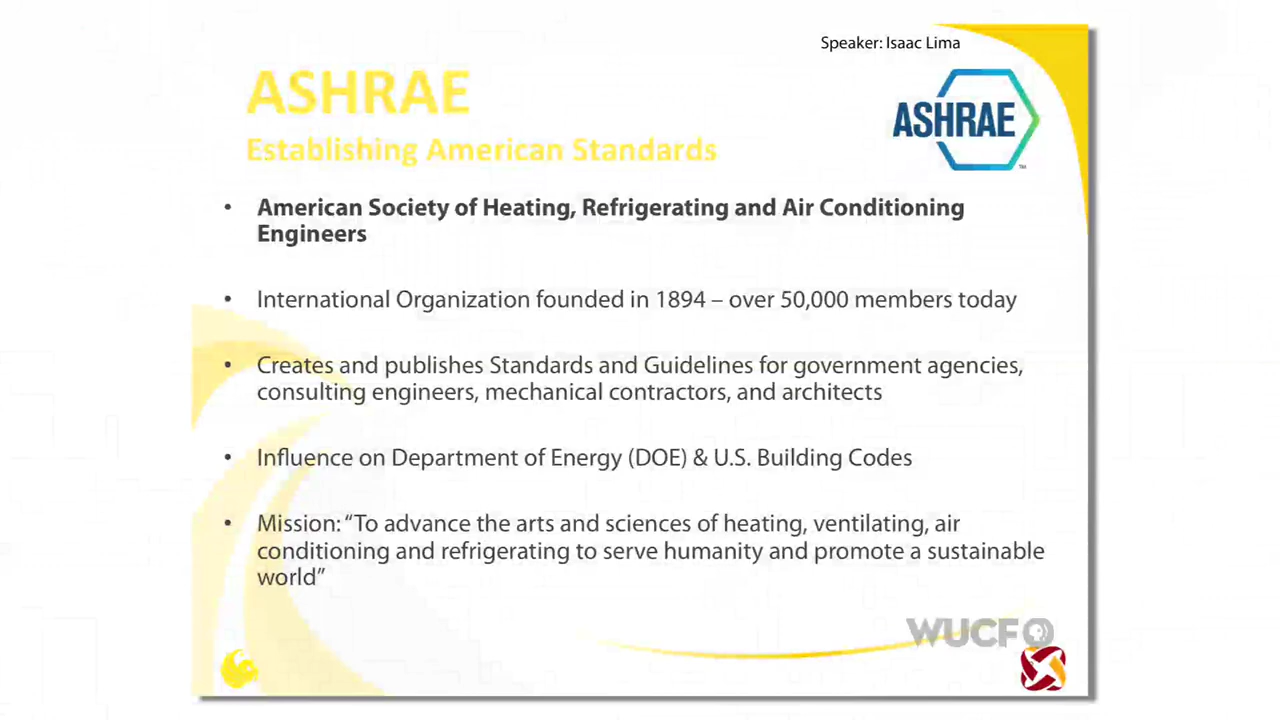 Speaker: Isaac Lima
ASHRAE
ASHRAE
TM
Establishing American Standards
• American Society of Heating, Refrigerating and Air Conditioning
Engineers
• International Organization founded in 1894 – over 50,000 members today
• Creates and publishes Standards and Guidelines for government agencies,
consulting engineers, mechanical contractors, and architects
• Influence on Department of Energy (DOE) & U.S. Building Codes
• Mission: “To advance the arts and sciences of heating, ventilating, air
conditioning and refrigerating to serve humanity and promote a sustainable
world”
WUCF